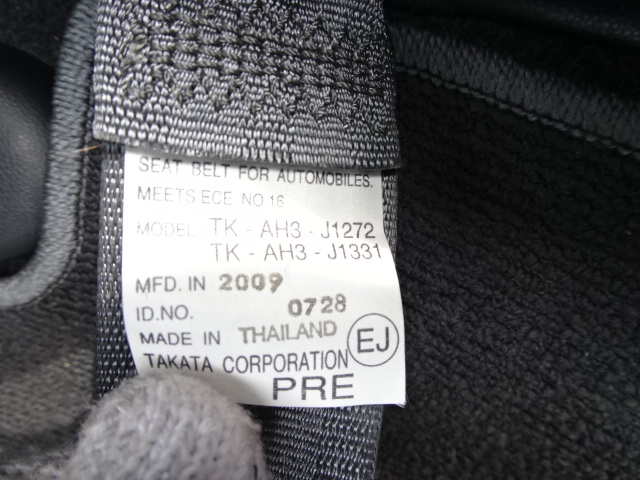 SEAT BELT FOR AUTOMOBILES.
MEETS ECE NO.16
MODEL TK - AH3 - J1272
TK - AH3 - J1331
MFD. IN 2009
ID.NO. 0728
MADE IN THAILAND EJ
TAKATA CORPORATION
PRE